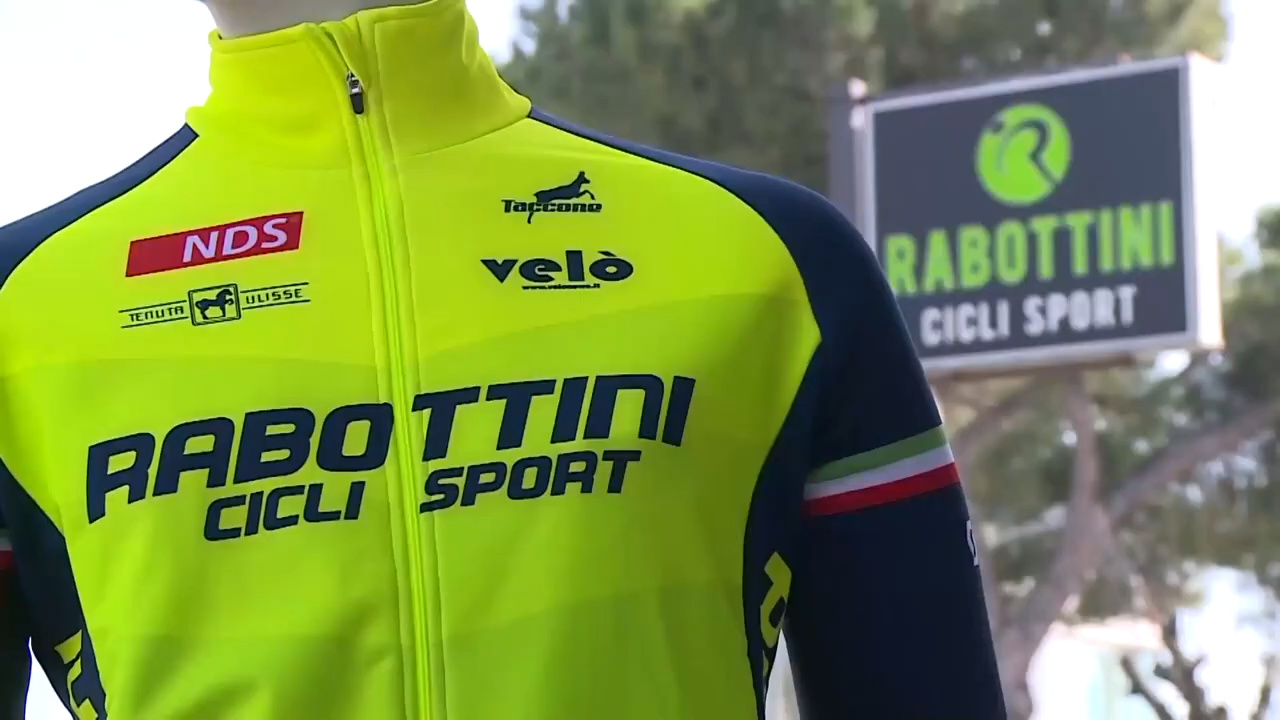 NDS
TENUTA ULISSE
Taccone
velò
RABOTTINI
CICLI SPORT
R
RABOTTINI
CICLI SPORT